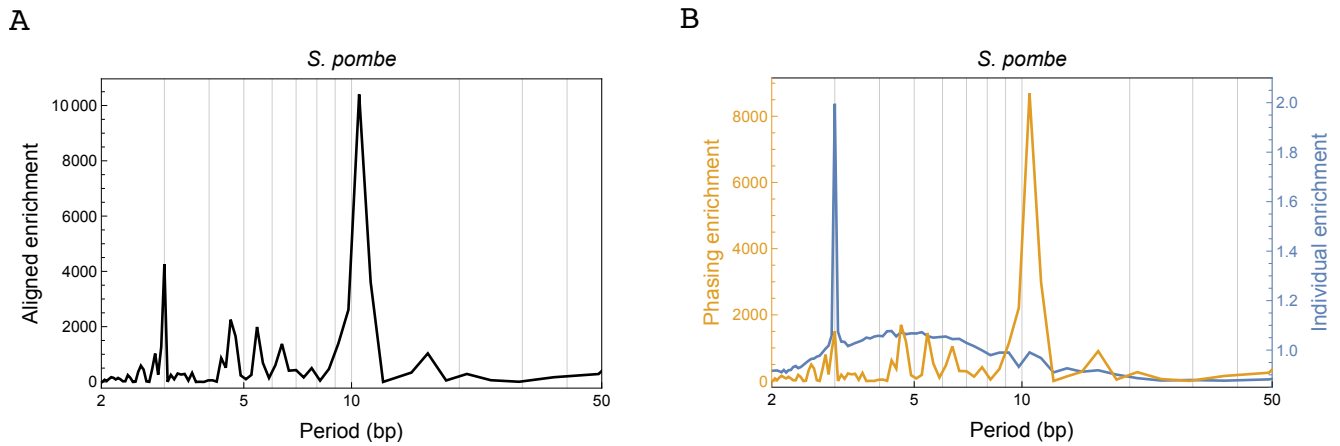 A
S. pombe
Aligned enrichment
10 000
8000
6000
4000
2000
0
2
5
10
50
Period (bp)
B
S. pombe
Phasing enrichment
8000
6000
4000
2000
0
2.0
1.8
1.6
1.4
1.2
1.0
Individual enrichment
2
5
10
50
Period (bp)